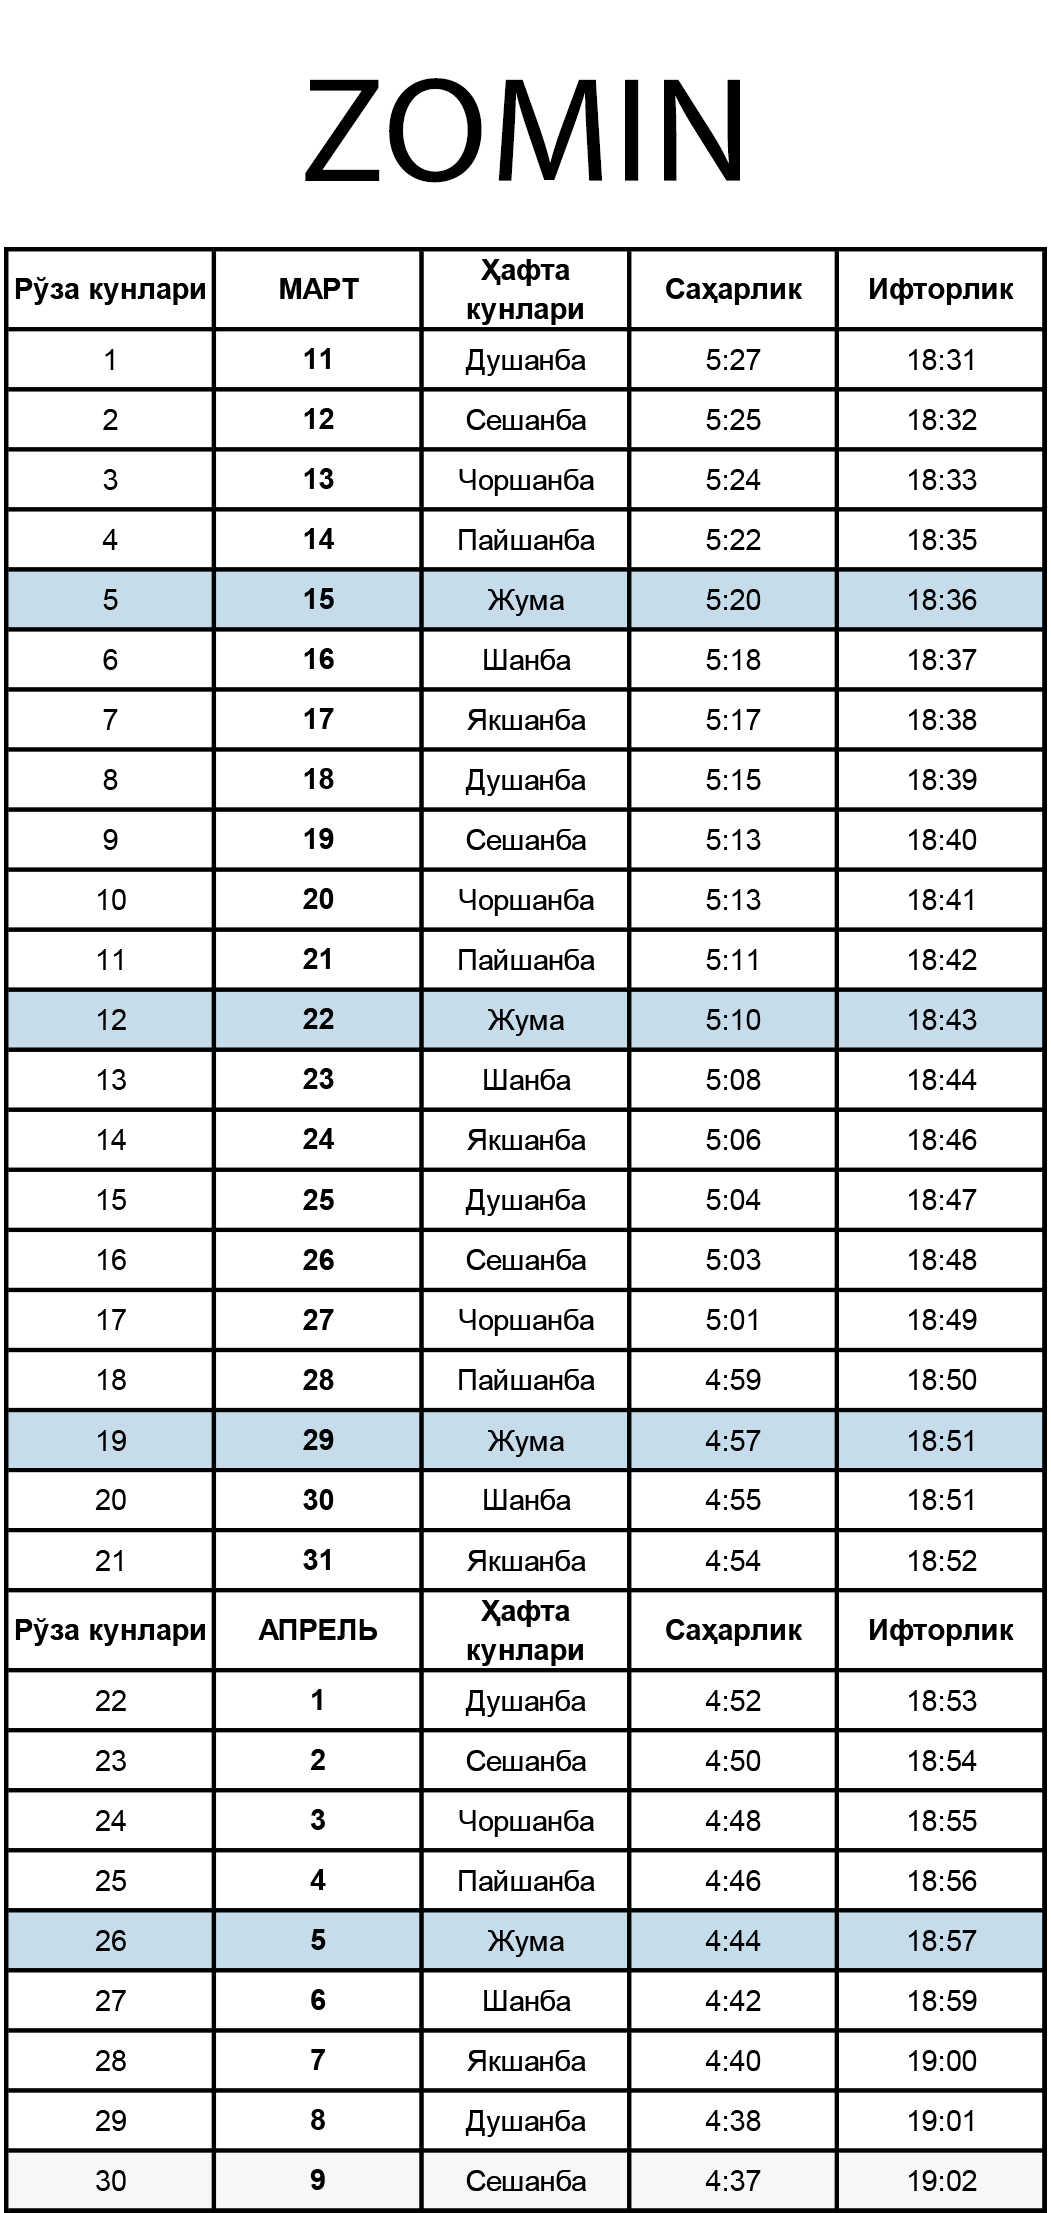 ZOMIN
Рўза кунлари МАРТ Ҳафта кунлари Саҳарлик Ифторлик
1 11 Душанба 5:27 18:31
2 12 Сешанба 5:25 18:32
3 13 Чоршанба 5:24 18:33
4 14 Пайшанба 5:22 18:35
5 15 Жума 5:20 18:36
6 16 Шанба 5:18 18:37
7 17 Якшанба 5:17 18:38
8 18 Душанба 5:15 18:39
9 19 Сешанба 5:13 18:40
10 20 Чоршанба 5:13 18:41
11 21 Пайшанба 5:11 18:42
12 22 Жума 5:10 18:43
13 23 Шанба 5:08 18:44
14 24 Якшанба 5:06 18:46
15 25 Душанба 5:04 18:47
16 26 Сешанба 5:03 18:48
17 27 Чоршанба 5:01 18:49
18 28 Пайшанба 4:59 18:50
19 29 Жума 4:57 18:51
20 30 Шанба 4:55 18:51
21 31 Якшанба 4:54 18:52
Рўза кунлари АПРЕЛЬ Ҳафта кунлари Саҳарлик Ифторлик
22 1 Душанба 4:52 18:53
23 2 Сешанба 4:50 18:54
24 3 Чоршанба 4:48 18:55
25 4 Пайшанба 4:46 18:56
26 5 Жума 4:44 18:57
27 6 Шанба 4:42 18:59
28 7 Якшанба 4:40 19:00
29 8 Душанба 4:38 19:01
30 9 Сешанба 4:37 19:02